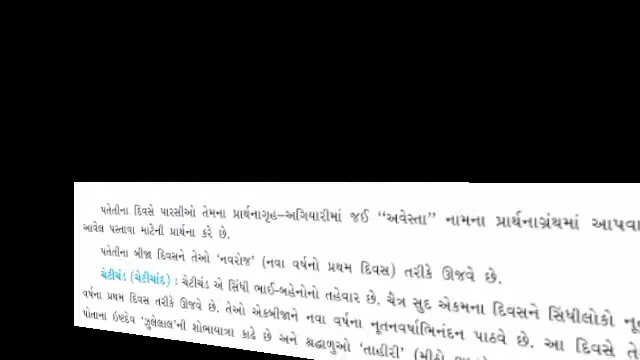 પતેતીના દિવસે પારસીઓ તેમના પ્રાર્થનાગૃહ–અગિયારીમાં જઈ “અવેસ્તા” નામના પ્રાર્થનાગ્રંથમાં આપવા
આવેલ પસ્તાવા માટેની પ્રાર્થના કરે છે.
પતેતીના બીજા દિવસને તેઓ ‘નવરોજ’ (નવા વર્ષનો પ્રથમ દિવસ) તરીકે ઊજવે છે.
ચેટીચંડ (ચેટીચાંદ) : ચેટીચંડ એ સિંધી ભાઈ-બહેનોનો તહેવાર છે. ચૈત્ર સુદ એકમના દિવસને સિંધીલોકો
વર્ષના પ્રથમ દિવસ તરીકે ઊજવે છે. તેઓ એકબીજાને નવા વર્ષના નૂતનવર્ષાભિનંદન પાઠવે છે. આ દિવસે
પોતાના ઇષ્ટદેવ ‘ઝુલેલાલ’ની શોભાયાત્રા કાઢે છે અને શ્રદ્ધાળુઓ ‘તાહીરી’